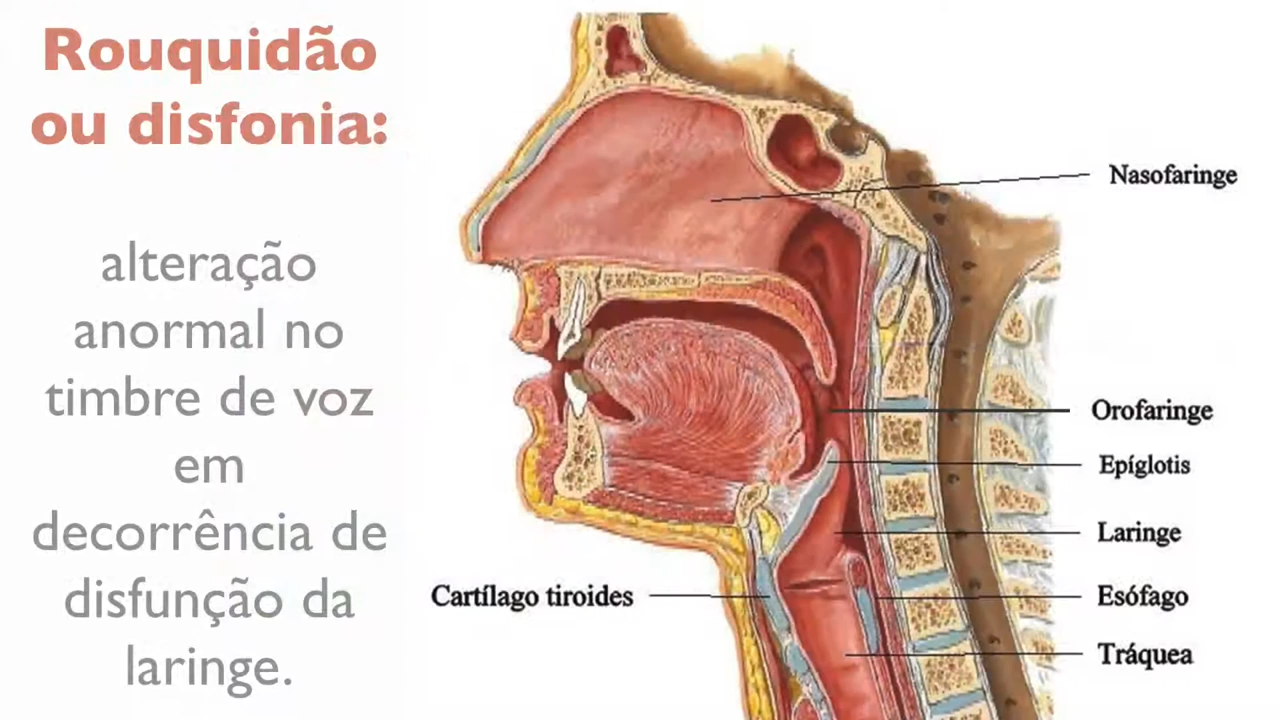 Rouquidão
ou disfonia:
alteração
anormal no
timbre de voz
em
decorrência de
disfunção da
laringe.
Nasofaringe
Orofaringe
Epíglotis
Laringe
Cartílago tiroides
Esófago
Tráquea